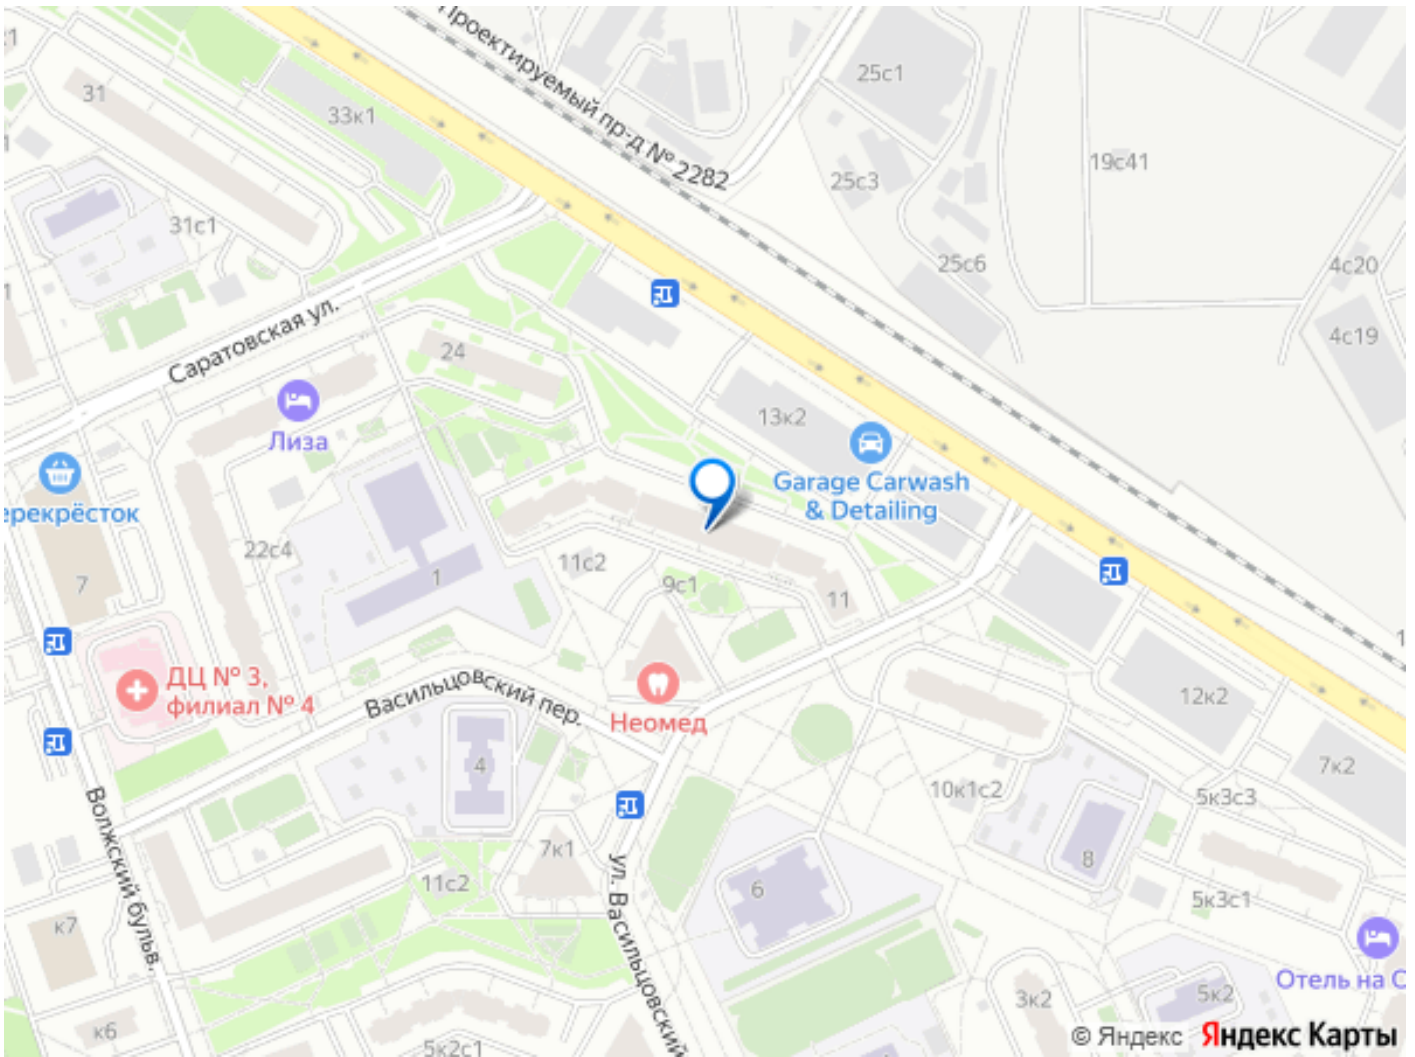 Проектируемый пр-д № 2282
31
33к1
25с1
19с41
25с3
31с1
25с6
4с20
4с19
Саратовская ул.
24
Лиза
13к2
Garage Carwash
& Detailing
ерекрёсток
22с4
7
1
11с2
9с1
11
ДЦ № 3,
филиал № 4
Васильцовский пер.
Неомед
12к2
4
7к2
10к1с2
5к3с3
Волжский бульв.
7к1
ул. Васильцовский
8
11с2
6
5к3с1
к7
Отель на С
3к2
5к2
к6
5к2с1
© Яндекс Яндекс Карты